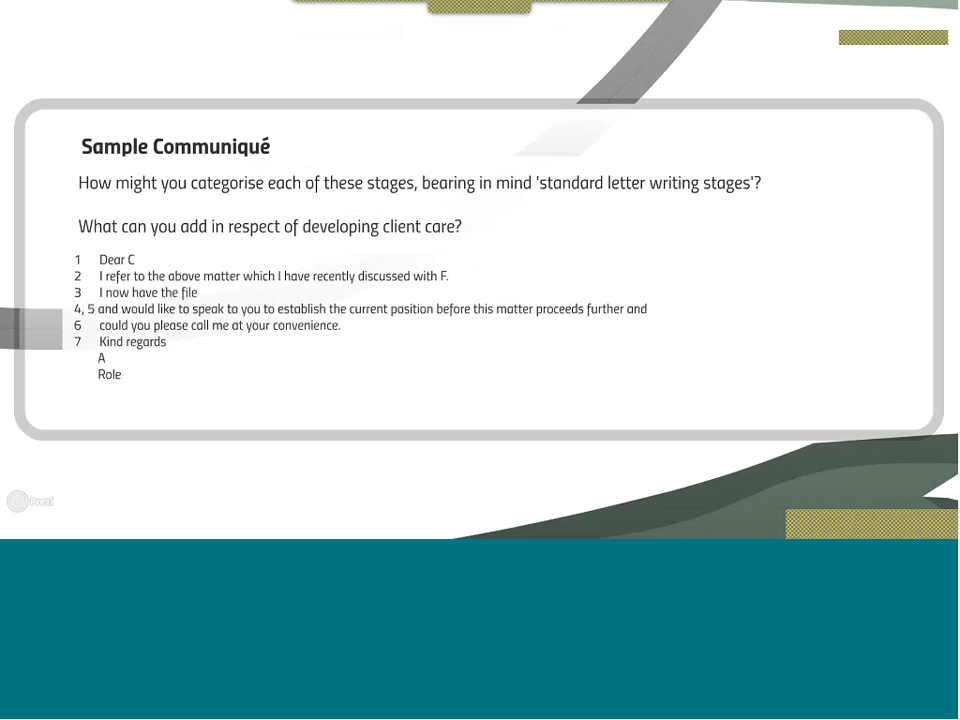 Sample Communiqué
How might you categorise each of these stages, bearing in mind 'standard letter writing stages'?
What can you add in respect of developing client care?
1 Dear C
2 I refer to the above matter which I have recently discussed with F.
3 I now have the file
4, 5 and would like to speak to you to establish the current position before this matter proceeds further and
6 could you please call me at your convenience.
7 Kind regards
A
Role
Prezi